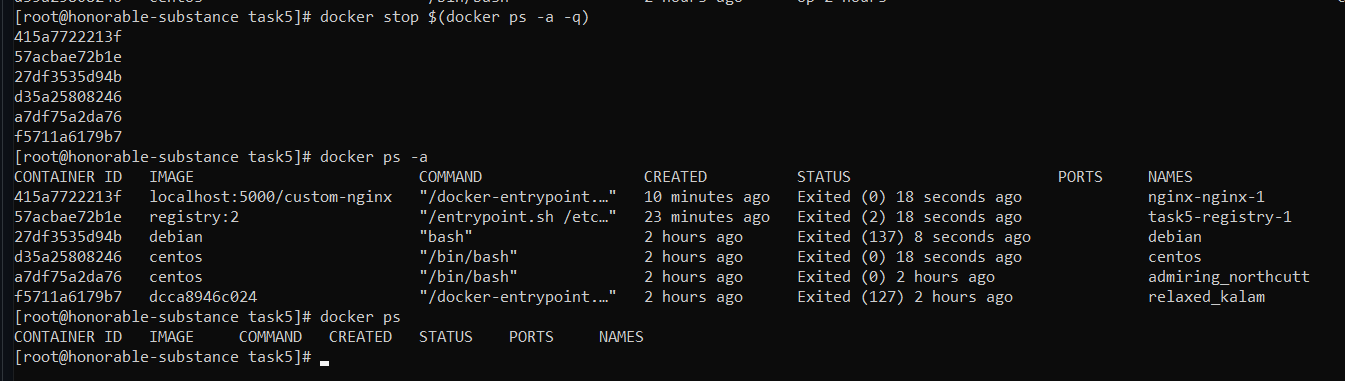 d35a25808246 centos "/bin/bash" 2 hours ago Up 2 hours
[root@honorable-substance task5]# docker stop $(docker ps -a -q)
415a7722213f
57acbae72b1e
27df3535d94b
d35a25808246
a7df75a2da76
f5711a6179b7
[root@honorable-substance task5]# docker ps -a
CONTAINER ID IMAGE COMMAND CREATED STATUS PORTS NAMES
415a7722213f localhost:5000/custom-nginx "/docker-entrypoint.…" 10 minutes ago Exited (0) 18 seconds ago nginx-nginx-1
57acbae72b1e registry:2 "/entrypoint.sh /etc…" 23 minutes ago Exited (2) 18 seconds ago task5-registry-1
27df3535d94b debian "bash" 2 hours ago Exited (137) 8 seconds ago debian
d35a25808246 centos "/bin/bash" 2 hours ago Exited (0) 18 seconds ago centos
a7df75a2da76 centos "/bin/bash" 2 hours ago Exited (0) 2 hours ago admiring_northcutt
f5711a6179b7 dcca8946c024 "/docker-entrypoint.…" 2 hours ago Exited (127) 2 hours ago relaxed_kalam
[root@honorable-substance task5]# docker ps
CONTAINER ID IMAGE COMMAND CREATED STATUS PORTS NAMES
[root@honorable-substance task5]#